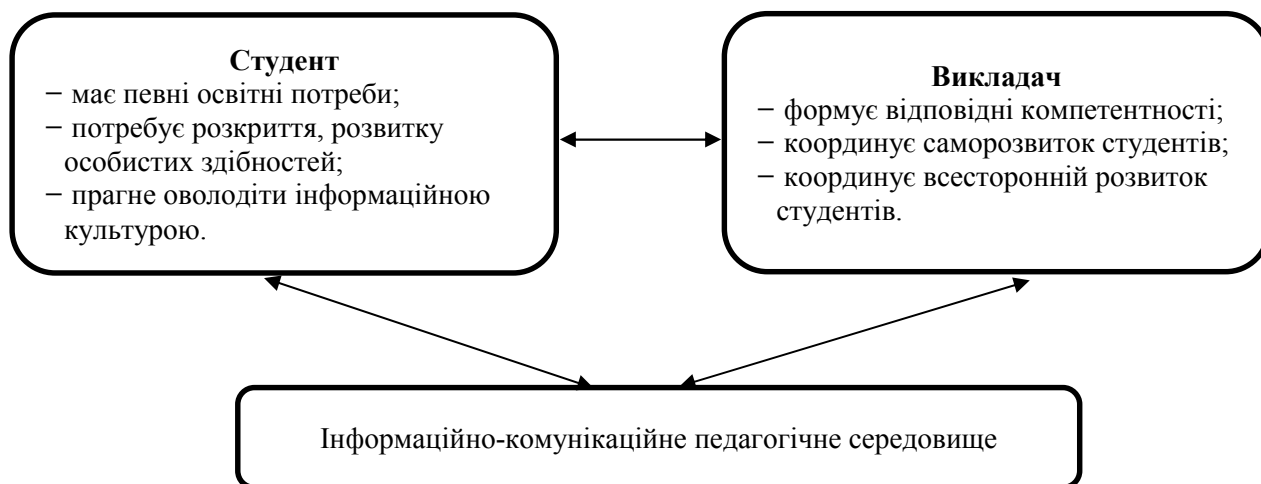 Студент
− має певні освітні потреби;
− потребує розкриття, розвитку
особистих здібностей;
− прагне оволодіти інформаційною
культурою.
Викладач
− формує відповідні компетентності;
− координує саморозвиток студентів;
− координує всесторонній розвиток
студентів.
Інформаційно-комунікаційне педагогічне середовище